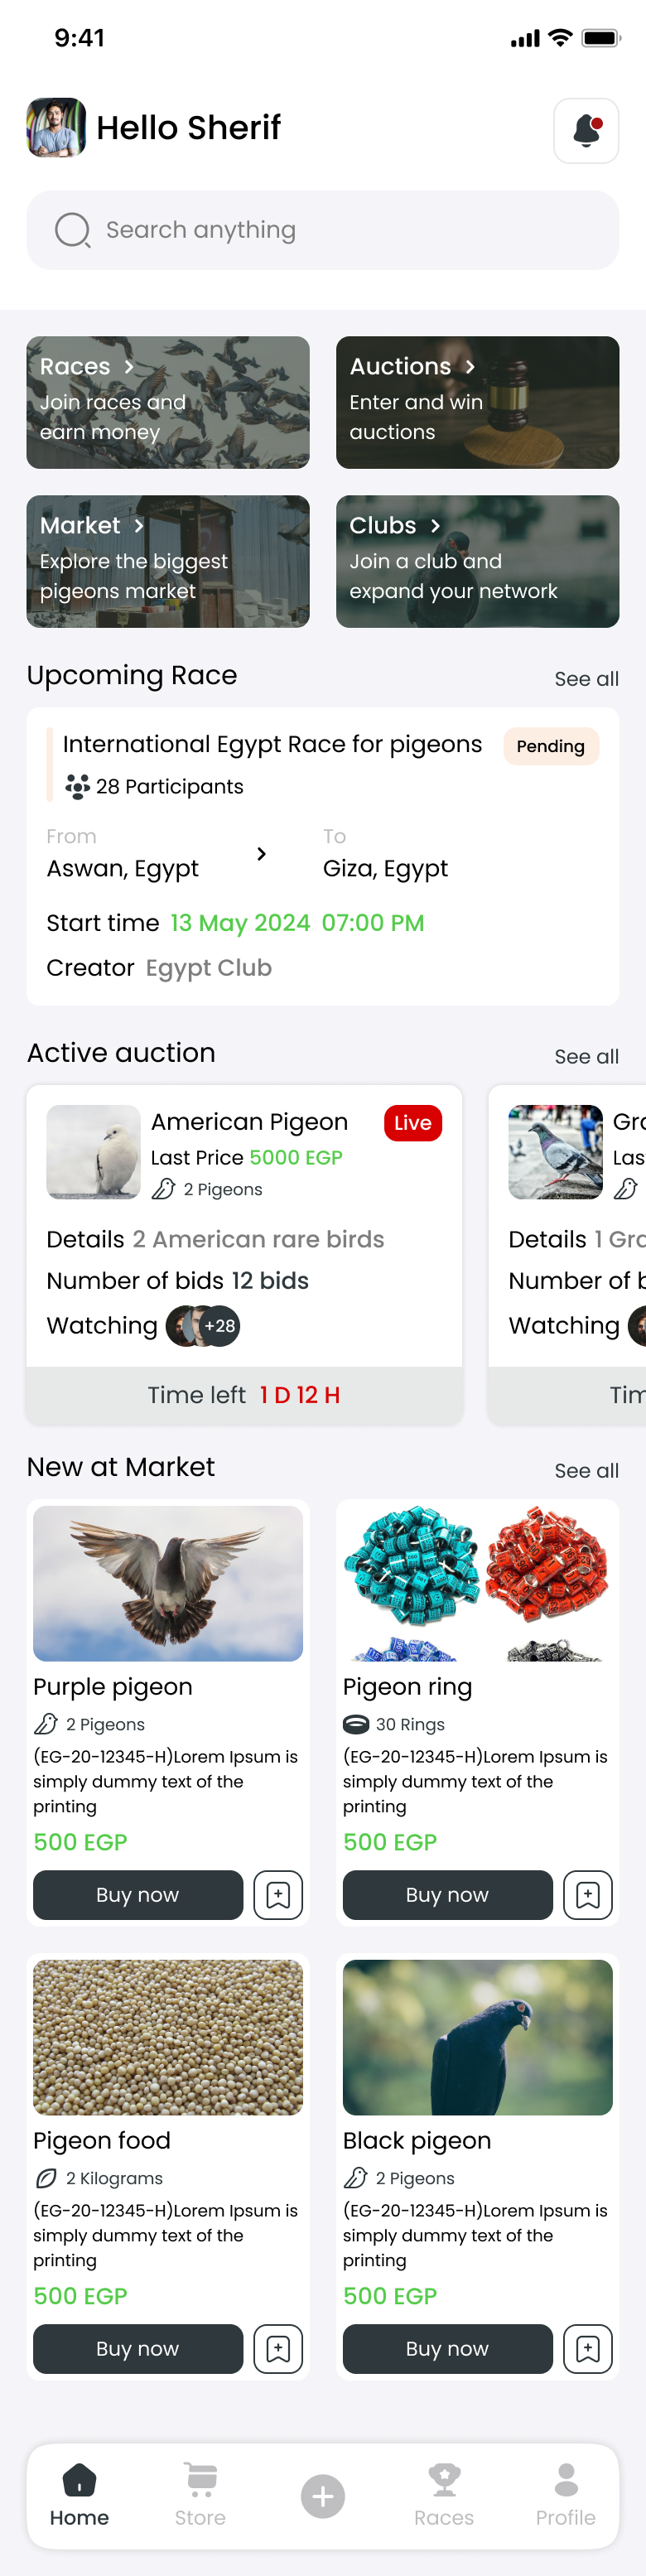 9:41
Hello Sherif
Search anything
Races
Join races and
earn money
Auctions
Enter and win
auctions
Market
Explore the biggest
pigeons market
Clubs
Join a club and
expand your network
Upcoming Race
See all
International Egypt Race for pigeons
Pending
28 Participants
From
Aswan, Egypt
To
Giza, Egypt
Start time 13 May 2024 07:00 PM
Creator Egypt Club
Active auction
See all
American Pigeon
Live
Last Price 5000 EGP
2 Pigeons
Details 2 American rare birds
Number of bids 12 bids
Watching +28
Time left 1 D 12 H
Gr
Las
Details 1 Gr
Number of b
Watching
Tim
New at Market
See all
Purple pigeon
2 Pigeons
(EG-20-12345-H)Lorem Ipsum is
simply dummy text of the
printing
500 EGP
Buy now
Pigeon ring
30 Rings
(EG-20-12345-H)Lorem Ipsum is
simply dummy text of the
printing
500 EGP
Buy now
Pigeon food
2 Kilograms
(EG-20-12345-H)Lorem Ipsum is
simply dummy text of the
printing
500 EGP
Buy now
Black pigeon
2 Pigeons
(EG-20-12345-H)Lorem Ipsum is
simply dummy text of the
printing
500 EGP
Buy now
Home
Store
Races
Profile